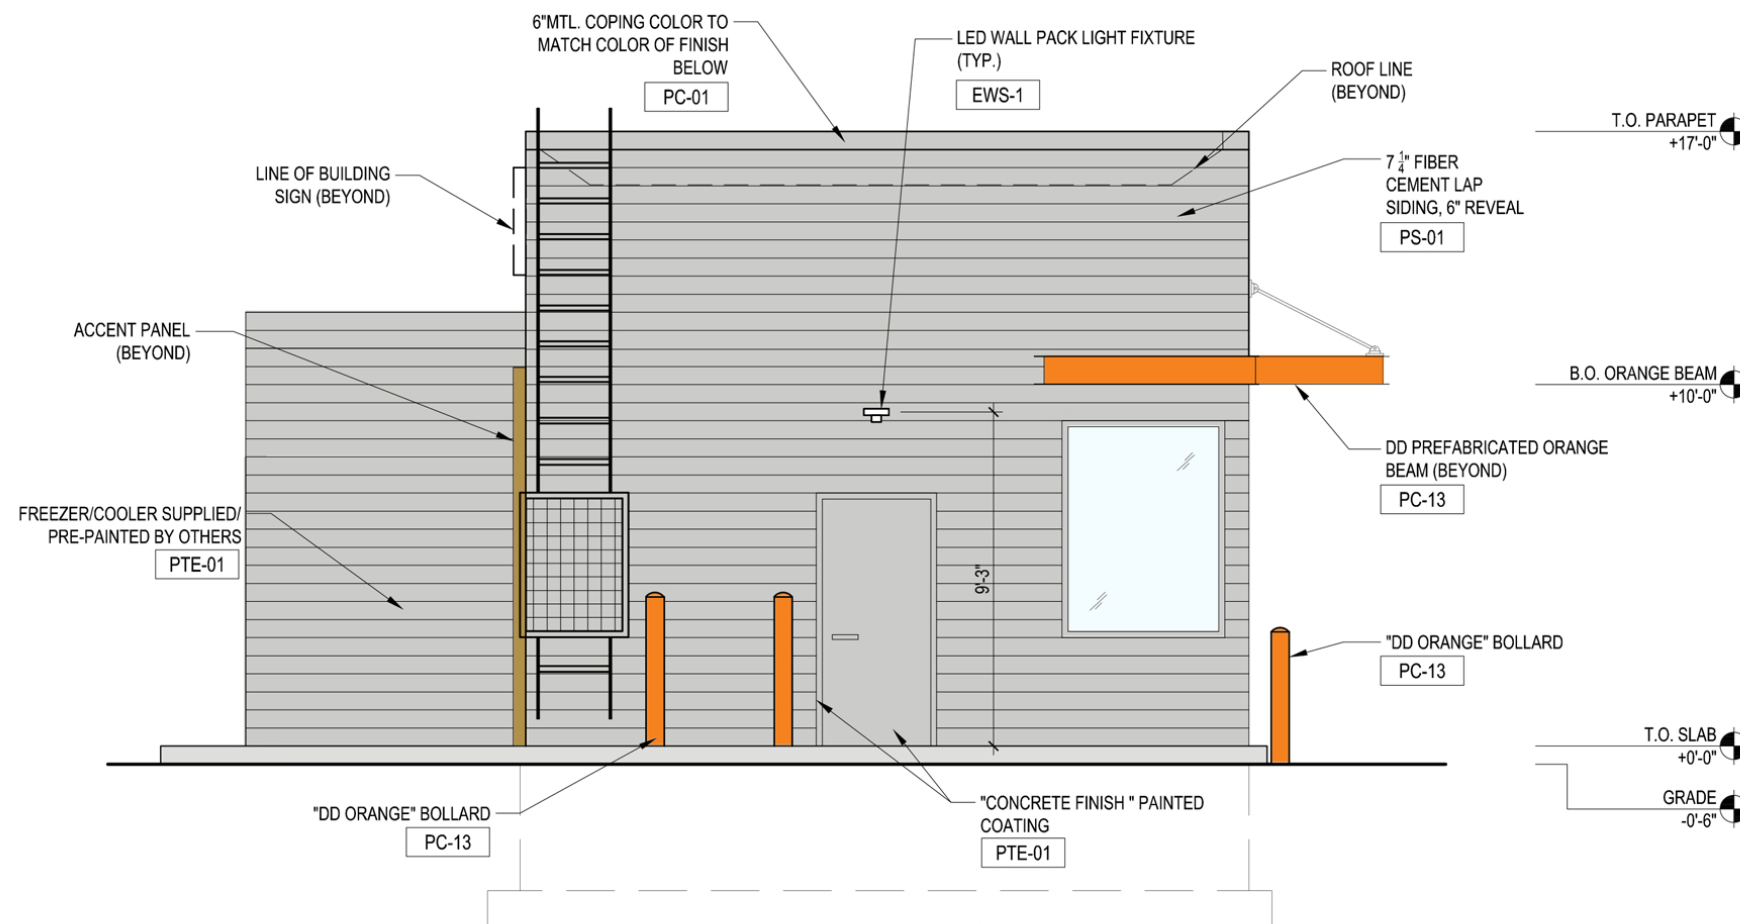 6"MTL. COPING COLOR TO
MATCH COLOR OF FINISH
BELOW
PC-01
LED WALL PACK LIGHT FIXTURE
(TYP.)
EWS-1
ROOF LINE
(BEYOND)
T.O. PARAPET
+17'-0"
LINE OF BUILDING
SIGN (BEYOND)
7 1/4" FIBER
CEMENT LAP
SIDING, 6" REVEAL
PS-01
ACCENT PANEL
(BEYOND)
B.O. ORANGE BEAM
+10'-0"
DD PREFABRICATED ORANGE
BEAM (BEYOND)
PC-13
FREEZER/COOLER SUPPLIED/
PRE-PAINTED BY OTHERS
PTE-01
9'-3"
"DD ORANGE" BOLLARD
PC-13
T.O. SLAB
+0'-0"
GRADE
-0'-6"
"DD ORANGE" BOLLARD
PC-13
"CONCRETE FINISH " PAINTED
COATING
PTE-01